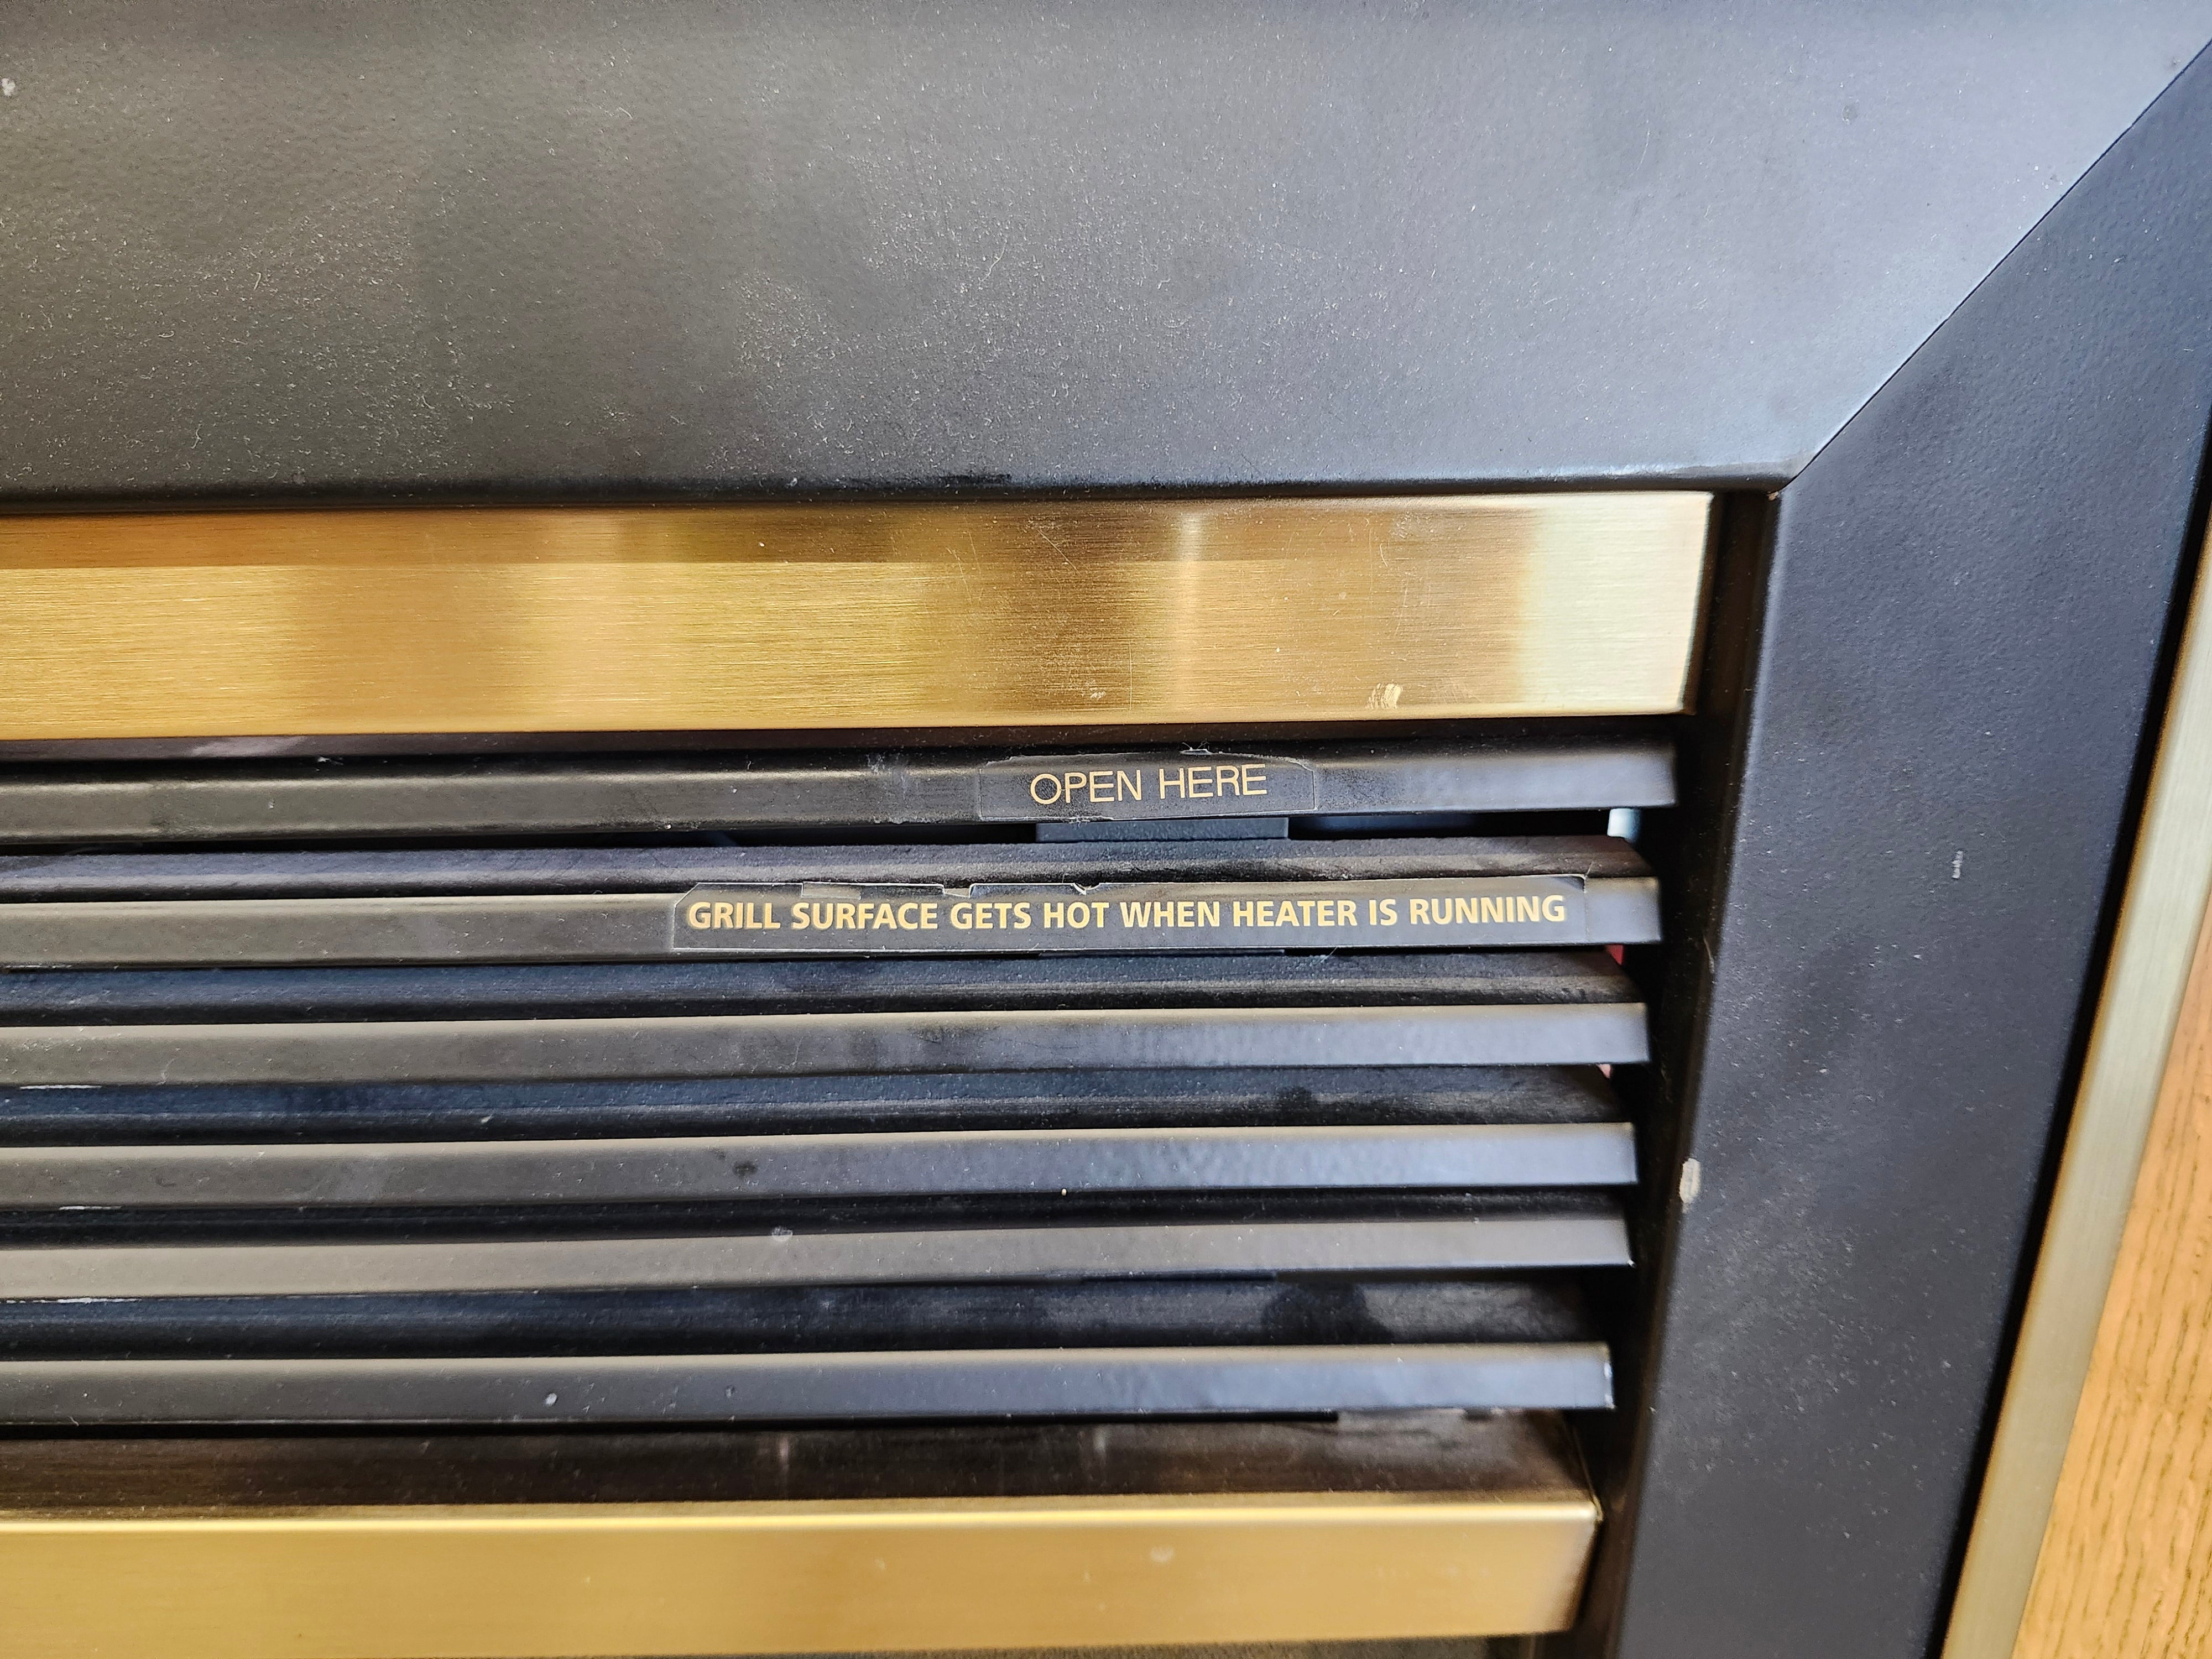 OPEN HERE
GRILL SURFACE GETS HOT WHEN HEATER IS RUNNING